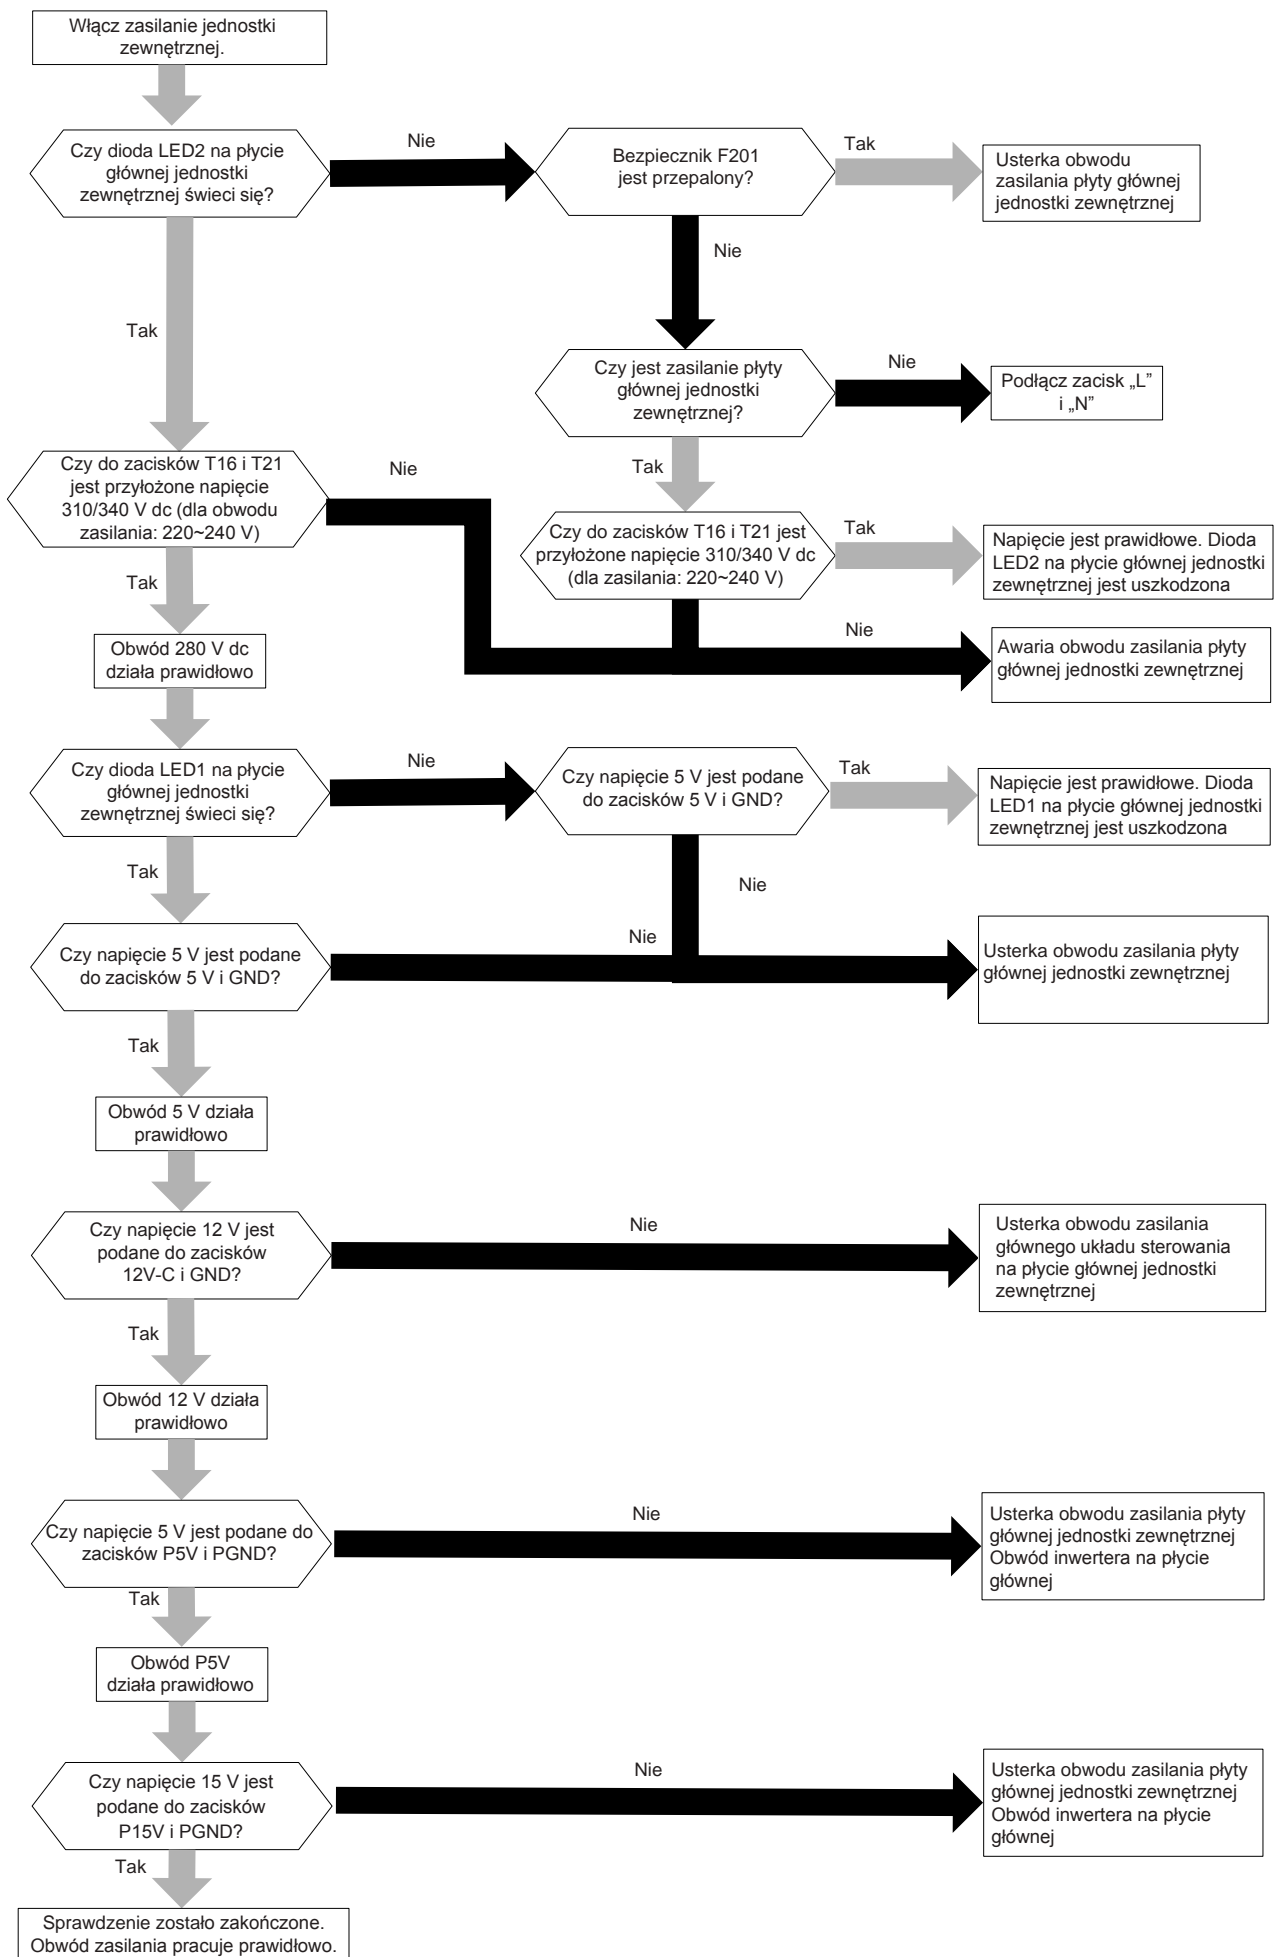 Włącz zasilanie jednostki
zewnętrznej.
Czy dioda LED2 na płycie
głównej jednostki
zewnętrznej świeci się?
Nie
Bezpiecznik F201
jest przepalony?
Tak
Usterka obwodu
zasilania płyty głównej
jednostki zewnętrznej
Nie
Tak
Czy jest zasilanie płyty
głównej jednostki
zewnętrznej?
Nie
Podłącz zacisk „L”
i „N”
Czy do zacisków T16 i T21
jest przyłożone napięcie
310/340 V dc (dla obwodu
zasilania: 220~240 V)
Nie
Tak
Czy do zacisków T16 i T21 jest
przyłożone napięcie 310/340 V dc
(dla zasilania: 220~240 V)
Tak
Napięcie jest prawidłowe. Dioda
LED2 na płycie głównej jednostki
zewnętrznej jest uszkodzona
Tak
Nie
Awaria obwodu zasilania płyty
głównej jednostki zewnętrznej
Obwód 280 V dc
działa prawidłowo
Czy dioda LED1 na płycie
głównej jednostki
zewnętrznej świeci się?
Nie
Czy napięcie 5 V jest podane
do zacisków 5 V i GND?
Tak
Napięcie jest prawidłowe. Dioda
LED1 na płycie głównej jednostki
zewnętrznej jest uszkodzona
Tak
Nie
Czy napięcie 5 V jest podane
do zacisków 5 V i GND?
Nie
Usterka obwodu zasilania płyty
głównej jednostki zewnętrznej
Tak
Obwód 5 V działa
prawidłowo
Czy napięcie 12 V jest
podane do zacisków
12V-C i GND?
Nie
Usterka obwodu zasilania
głównego układu sterowania
na płycie głównej jednostki
zewnętrznej
Tak
Obwód 12 V działa
prawidłowo
Czy napięcie 5 V jest podane do
zacisków P5V i PGND?
Nie
Usterka obwodu zasilania płyty
głównej jednostki zewnętrznej
Obwód inwertera na płycie
głównej
Tak
Obwód P5V
działa prawidłowo
Czy napięcie 15 V jest
podane do zacisków
P15V i PGND?
Nie
Usterka obwodu zasilania płyty
głównej jednostki zewnętrznej
Obwód inwertera na płycie
głównej
Tak
Sprawdzenie zostało zakończone.
Obwód zasilania pracuje prawidłowo.